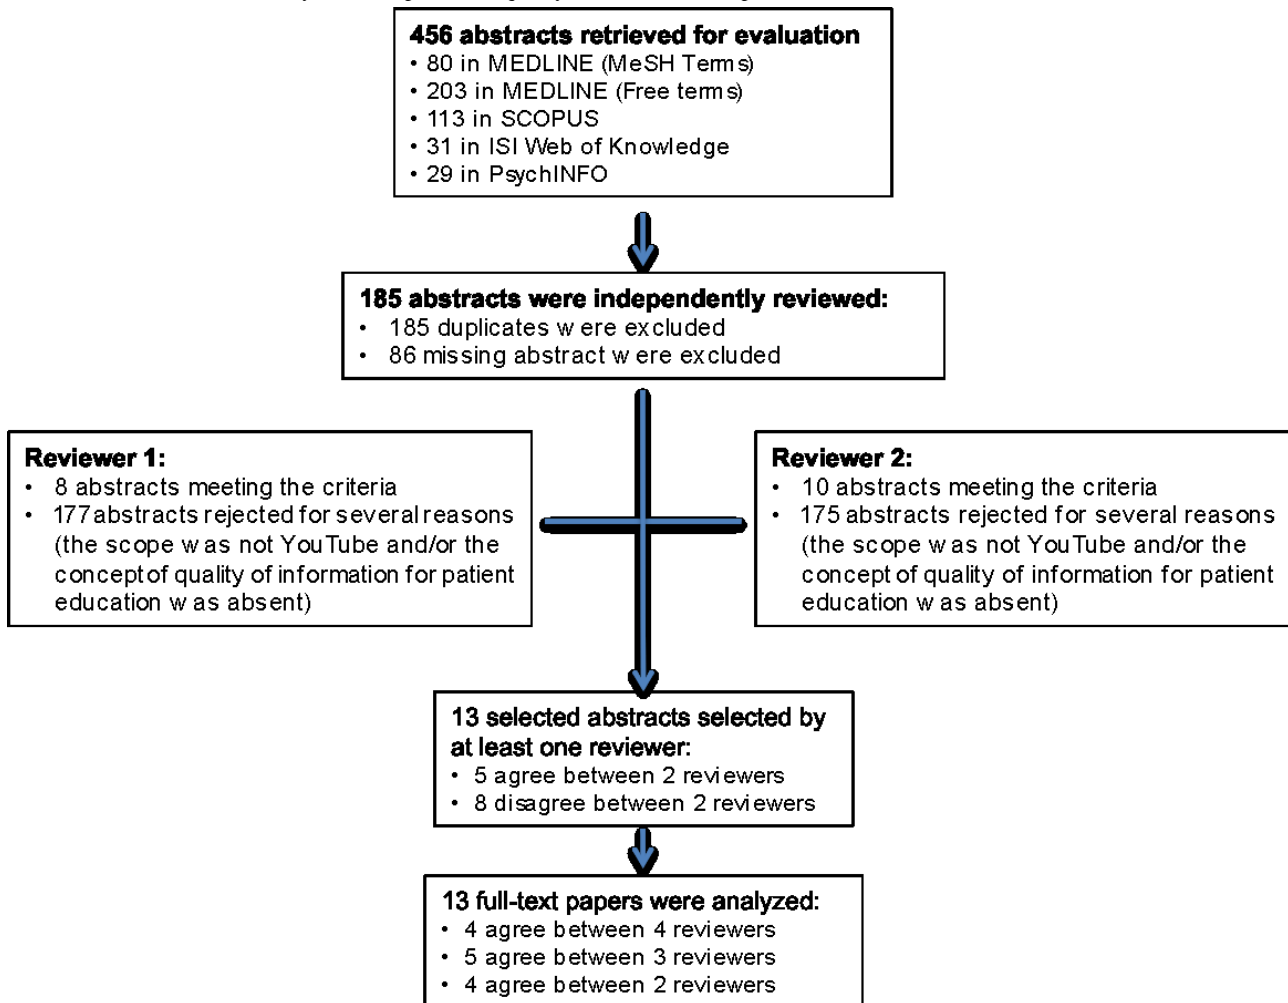 456 abstracts retrieved for evaluation
• 80 in MEDLINE (MeSH Terms)
• 203 in MEDLINE (Free terms)
• 113 in SCOPUS
• 31 in ISI Web of Knowledge
• 29 in PsychINFO
185 abstracts were independently reviewed:
• 185 duplicates were excluded
• 86 missing abstract were excluded
Reviewer 1:
• 8 abstracts meeting the criteria
• 177 abstracts rejected for several reasons
(the scope was not YouTube and/or the
concept of quality of information for patient
education was absent)
Reviewer 2:
• 10 abstracts meeting the criteria
• 175 abstracts rejected for several reasons
(the scope was not YouTube and/or the
concept of quality of information for patient
education was absent)
13 selected abstracts selected by
at least one reviewer:
• 5 agree between 2 reviewers
• 8 disagree between 2 reviewers
13 full-text papers were analyzed:
• 4 agree between 4 reviewers
• 5 agree between 3 reviewers
• 4 agree between 2 reviewers